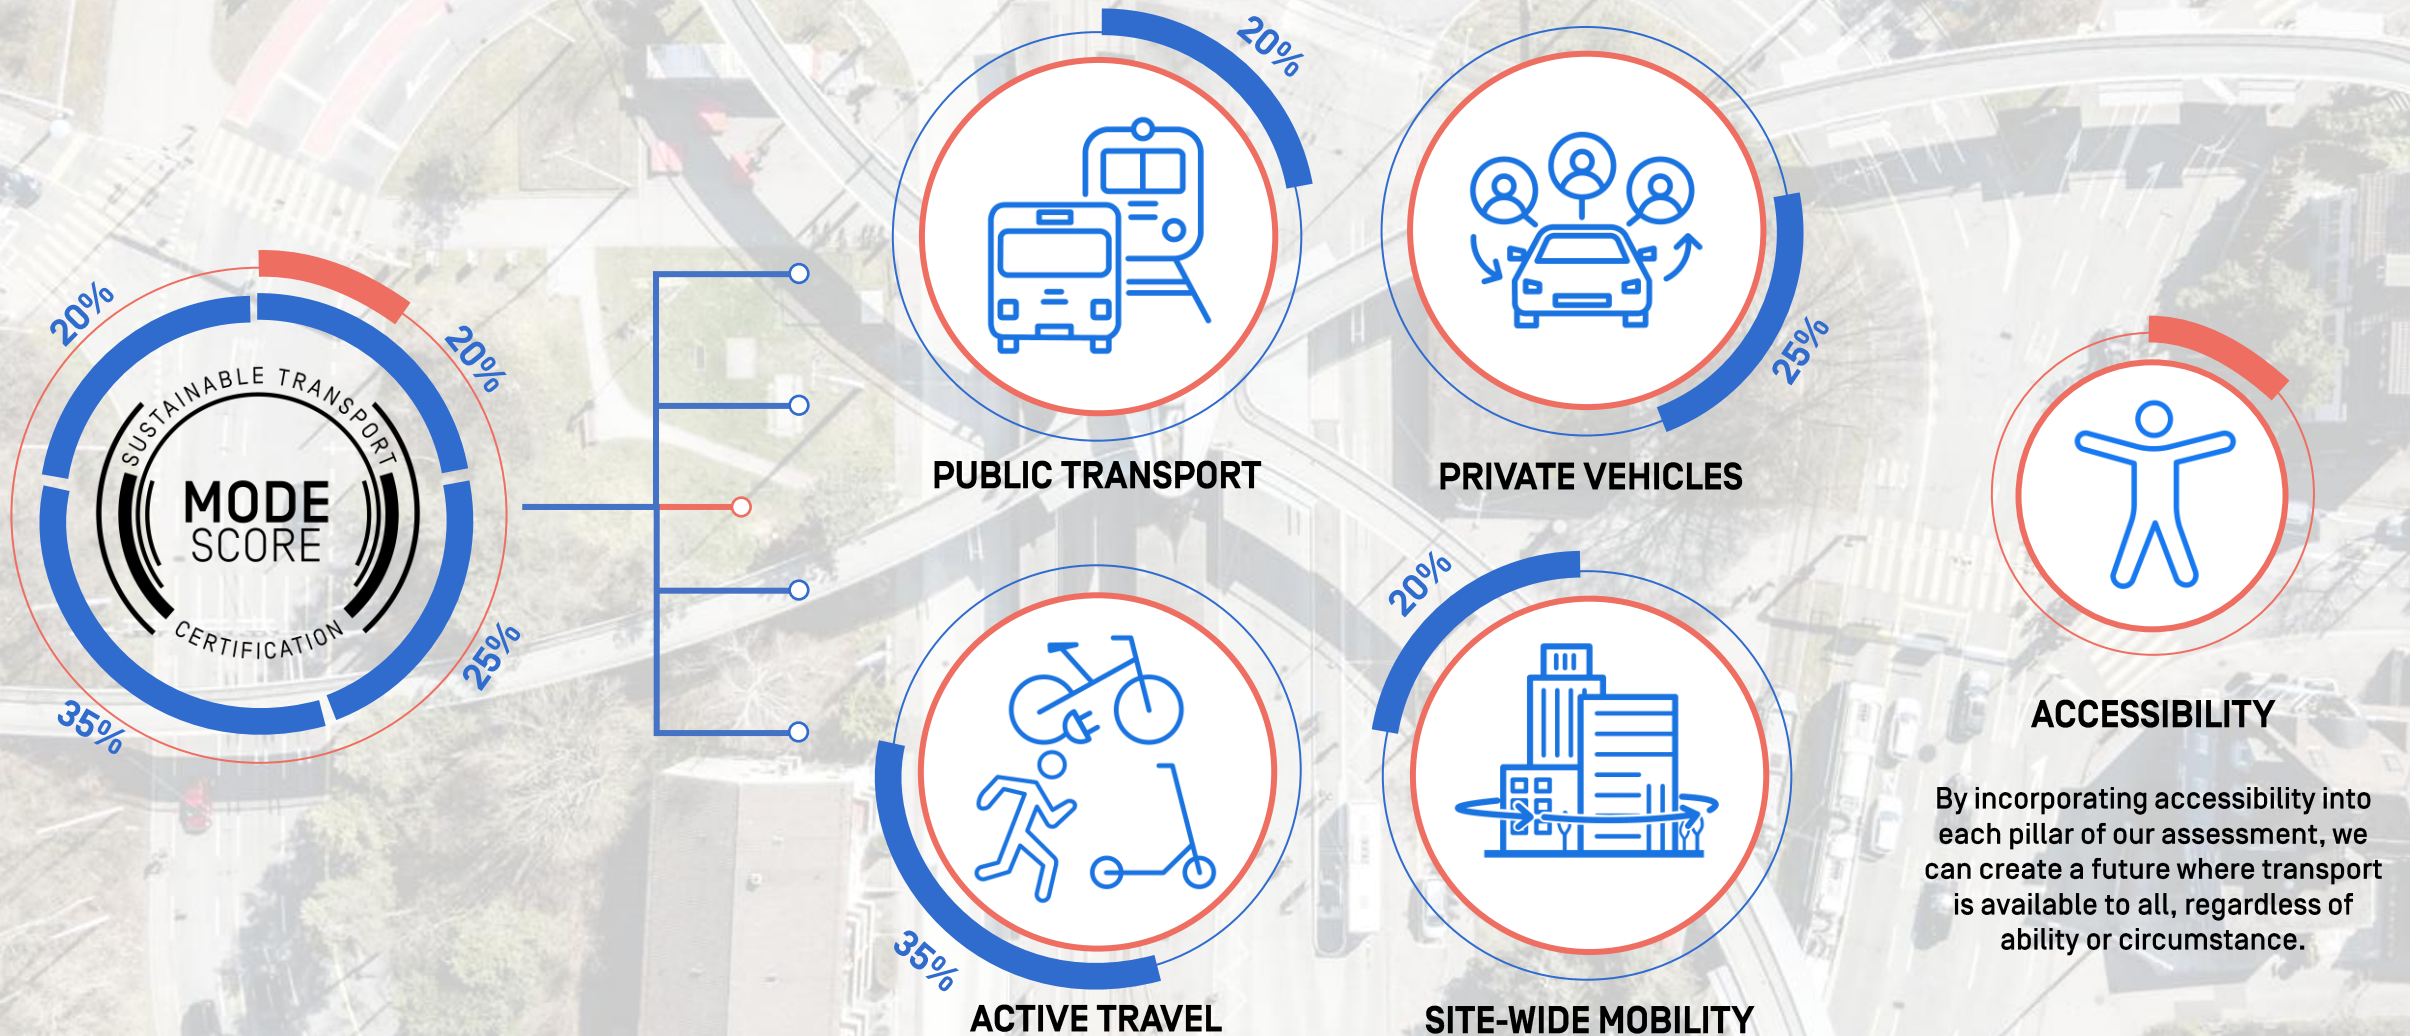 20%
20%
SUSTAINABLE TRANSPORT
MODE
SCORE
CERTIFICATION
25%
35%
20%
PUBLIC TRANSPORT
25%
PRIVATE VEHICLES
35%
ACTIVE TRAVEL
20%
SITE-WIDE MOBILITY
ACCESSIBILITY
By incorporating accessibility into
each pillar of our assessment, we
can create a future where transport
is available to all, regardless of
ability or circumstance.